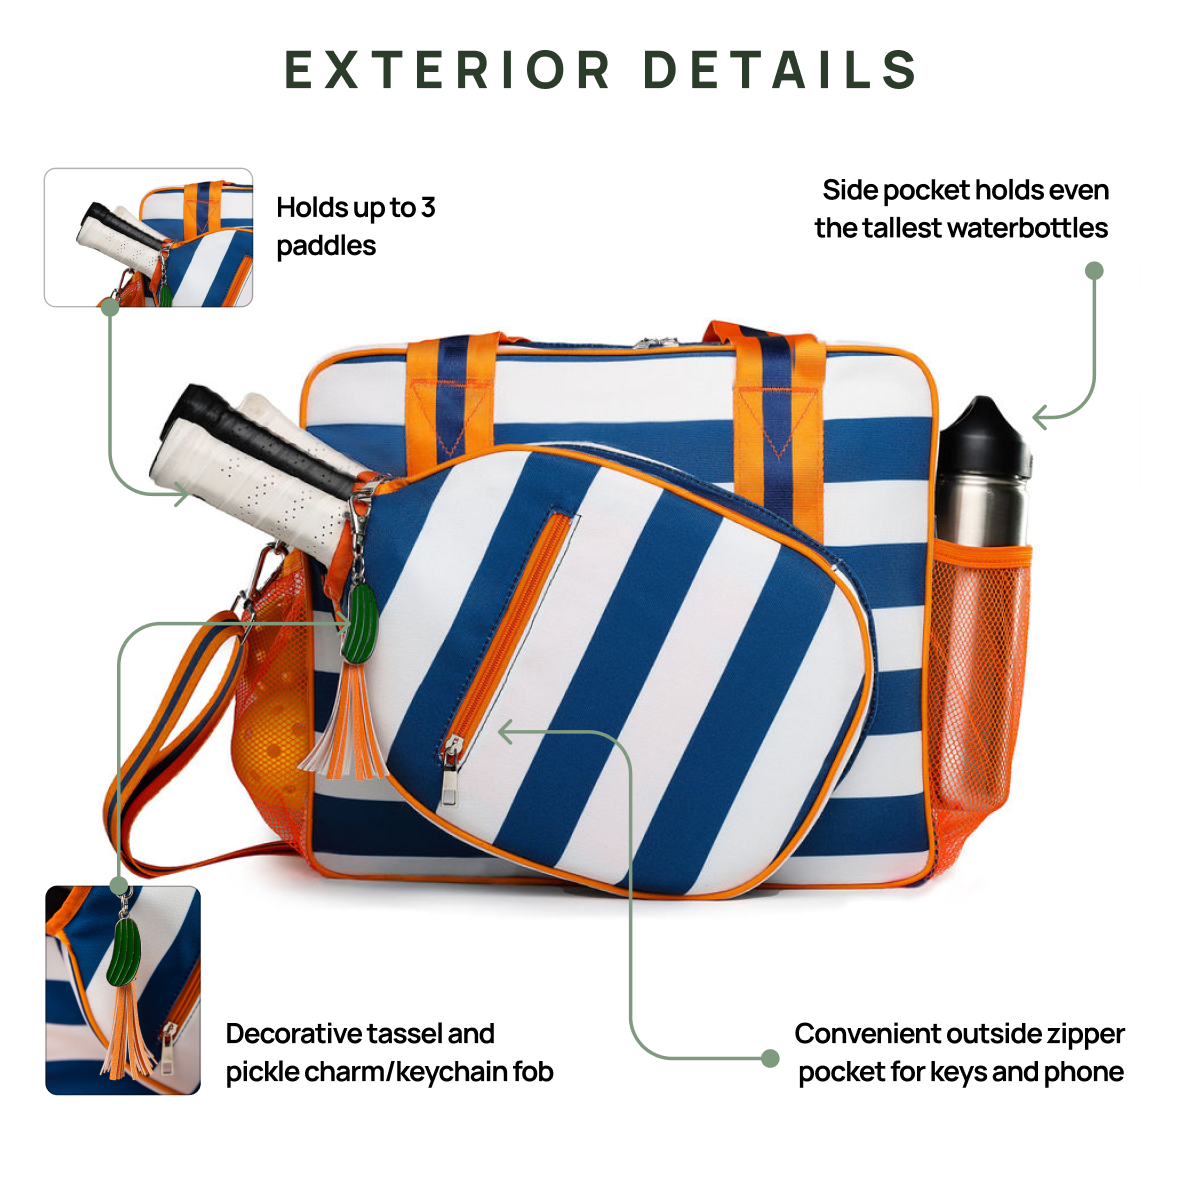 EXTERIOR DETAILS
Holds up to 3
paddles
Side pocket holds even
the tallest waterbottles
Decorative tassel and
pickle charm/keychain fob
Convenient outside zipper
pocket for keys and phone